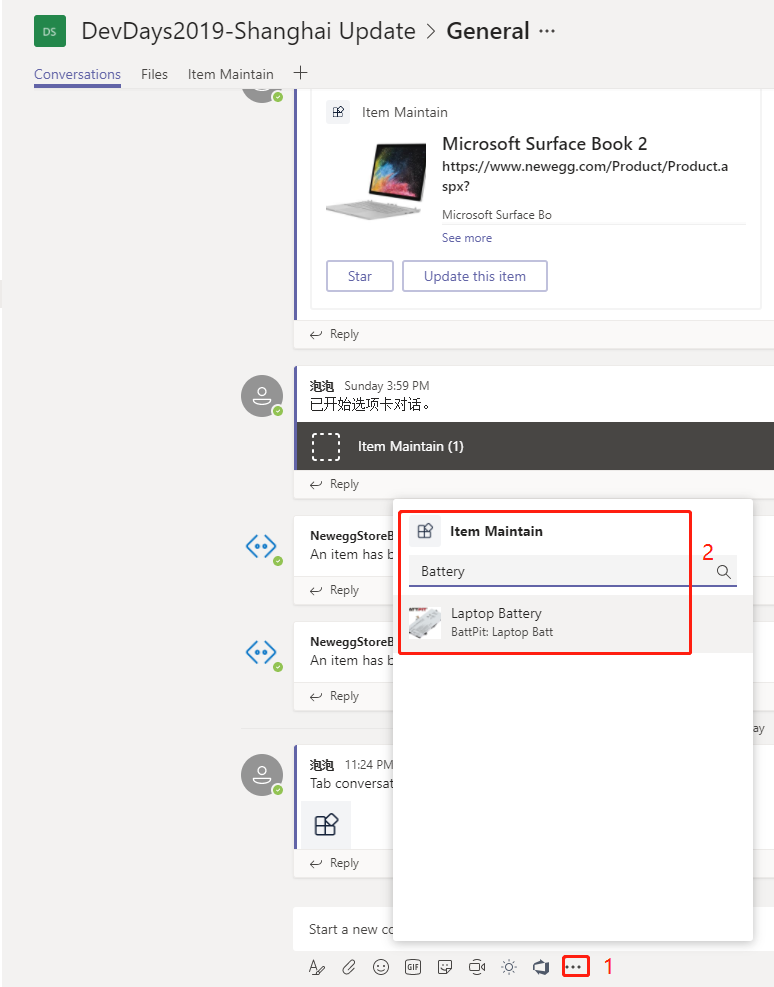 DS DevDays2019-Shanghai Update > General ...
Conversations Files Item Maintain +
Item Maintain
Microsoft Surface Book 2
https://www.newegg.com/Product/Product.a
spx?
Microsoft Surface Bo
See more
Star Update this item
Reply
泡泡 Sunday 3:59 PM
已开始选项卡对话。
Item Maintain (1)
Reply
NeweggStoreB
An item has b
Reply
NeweggStoreB
An item has b
Reply
ay
泡泡 11:24 PM
Tab conversat
Reply
Item Maintain
2
Battery
Laptop Battery
BattPit: Laptop Batt
Start a new co
GIF ... 1